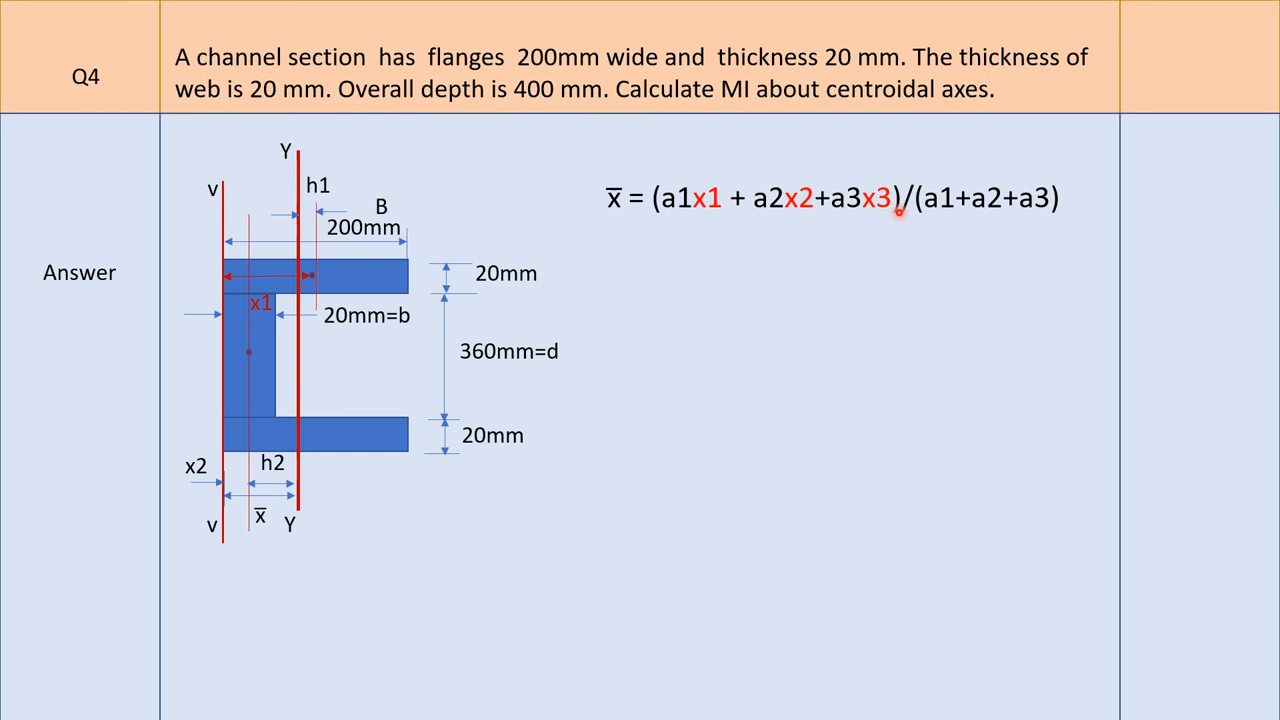 Q4
A channel section has flanges 200mm wide and thickness 20 mm. The thickness of
web is 20 mm. Overall depth is 400 mm. Calculate MI about centroidal axes.
Answer
Y
v
h1
B
200mm
x̅ = (a1x1 + a2x2+a3x3)/(a1+a2+a3)
20mm
x1
20mm=b
360mm=d
20mm
x2
h2
x̅
v
Y